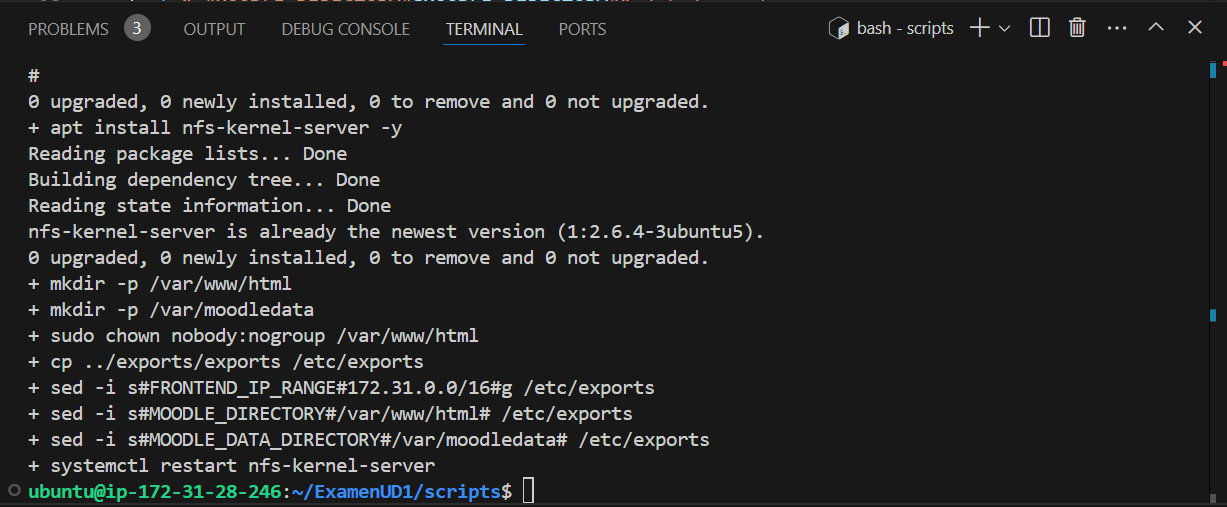 PROBLEMS 3 OUTPUT DEBUG CONSOLE TERMINAL PORTS bash - scripts
#
0 upgraded, 0 newly installed, 0 to remove and 0 not upgraded.
+ apt install nfs-kernel-server -y
Reading package lists... Done
Building dependency tree... Done
Reading state information... Done
nfs-kernel-server is already the newest version (1:2.6.4-3ubuntu5).
0 upgraded, 0 newly installed, 0 to remove and 0 not upgraded.
+ mkdir -p /var/www/html
+ mkdir -p /var/moodledata
+ sudo chown nobody:nogroup /var/www/html
+ cp ../exports/exports /etc/exports
+ sed -i s#FRONTEND_IP_RANGE#172.31.0.0/16#g /etc/exports
+ sed -i s#MOODLE_DIRECTORY#/var/www/html# /etc/exports
+ sed -i s#MOODLE_DATA_DIRECTORY#/var/moodledata# /etc/exports
+ systemctl restart nfs-kernel-server
ubuntu@ip-172-31-28-246:~/ExamenUD1/scripts$